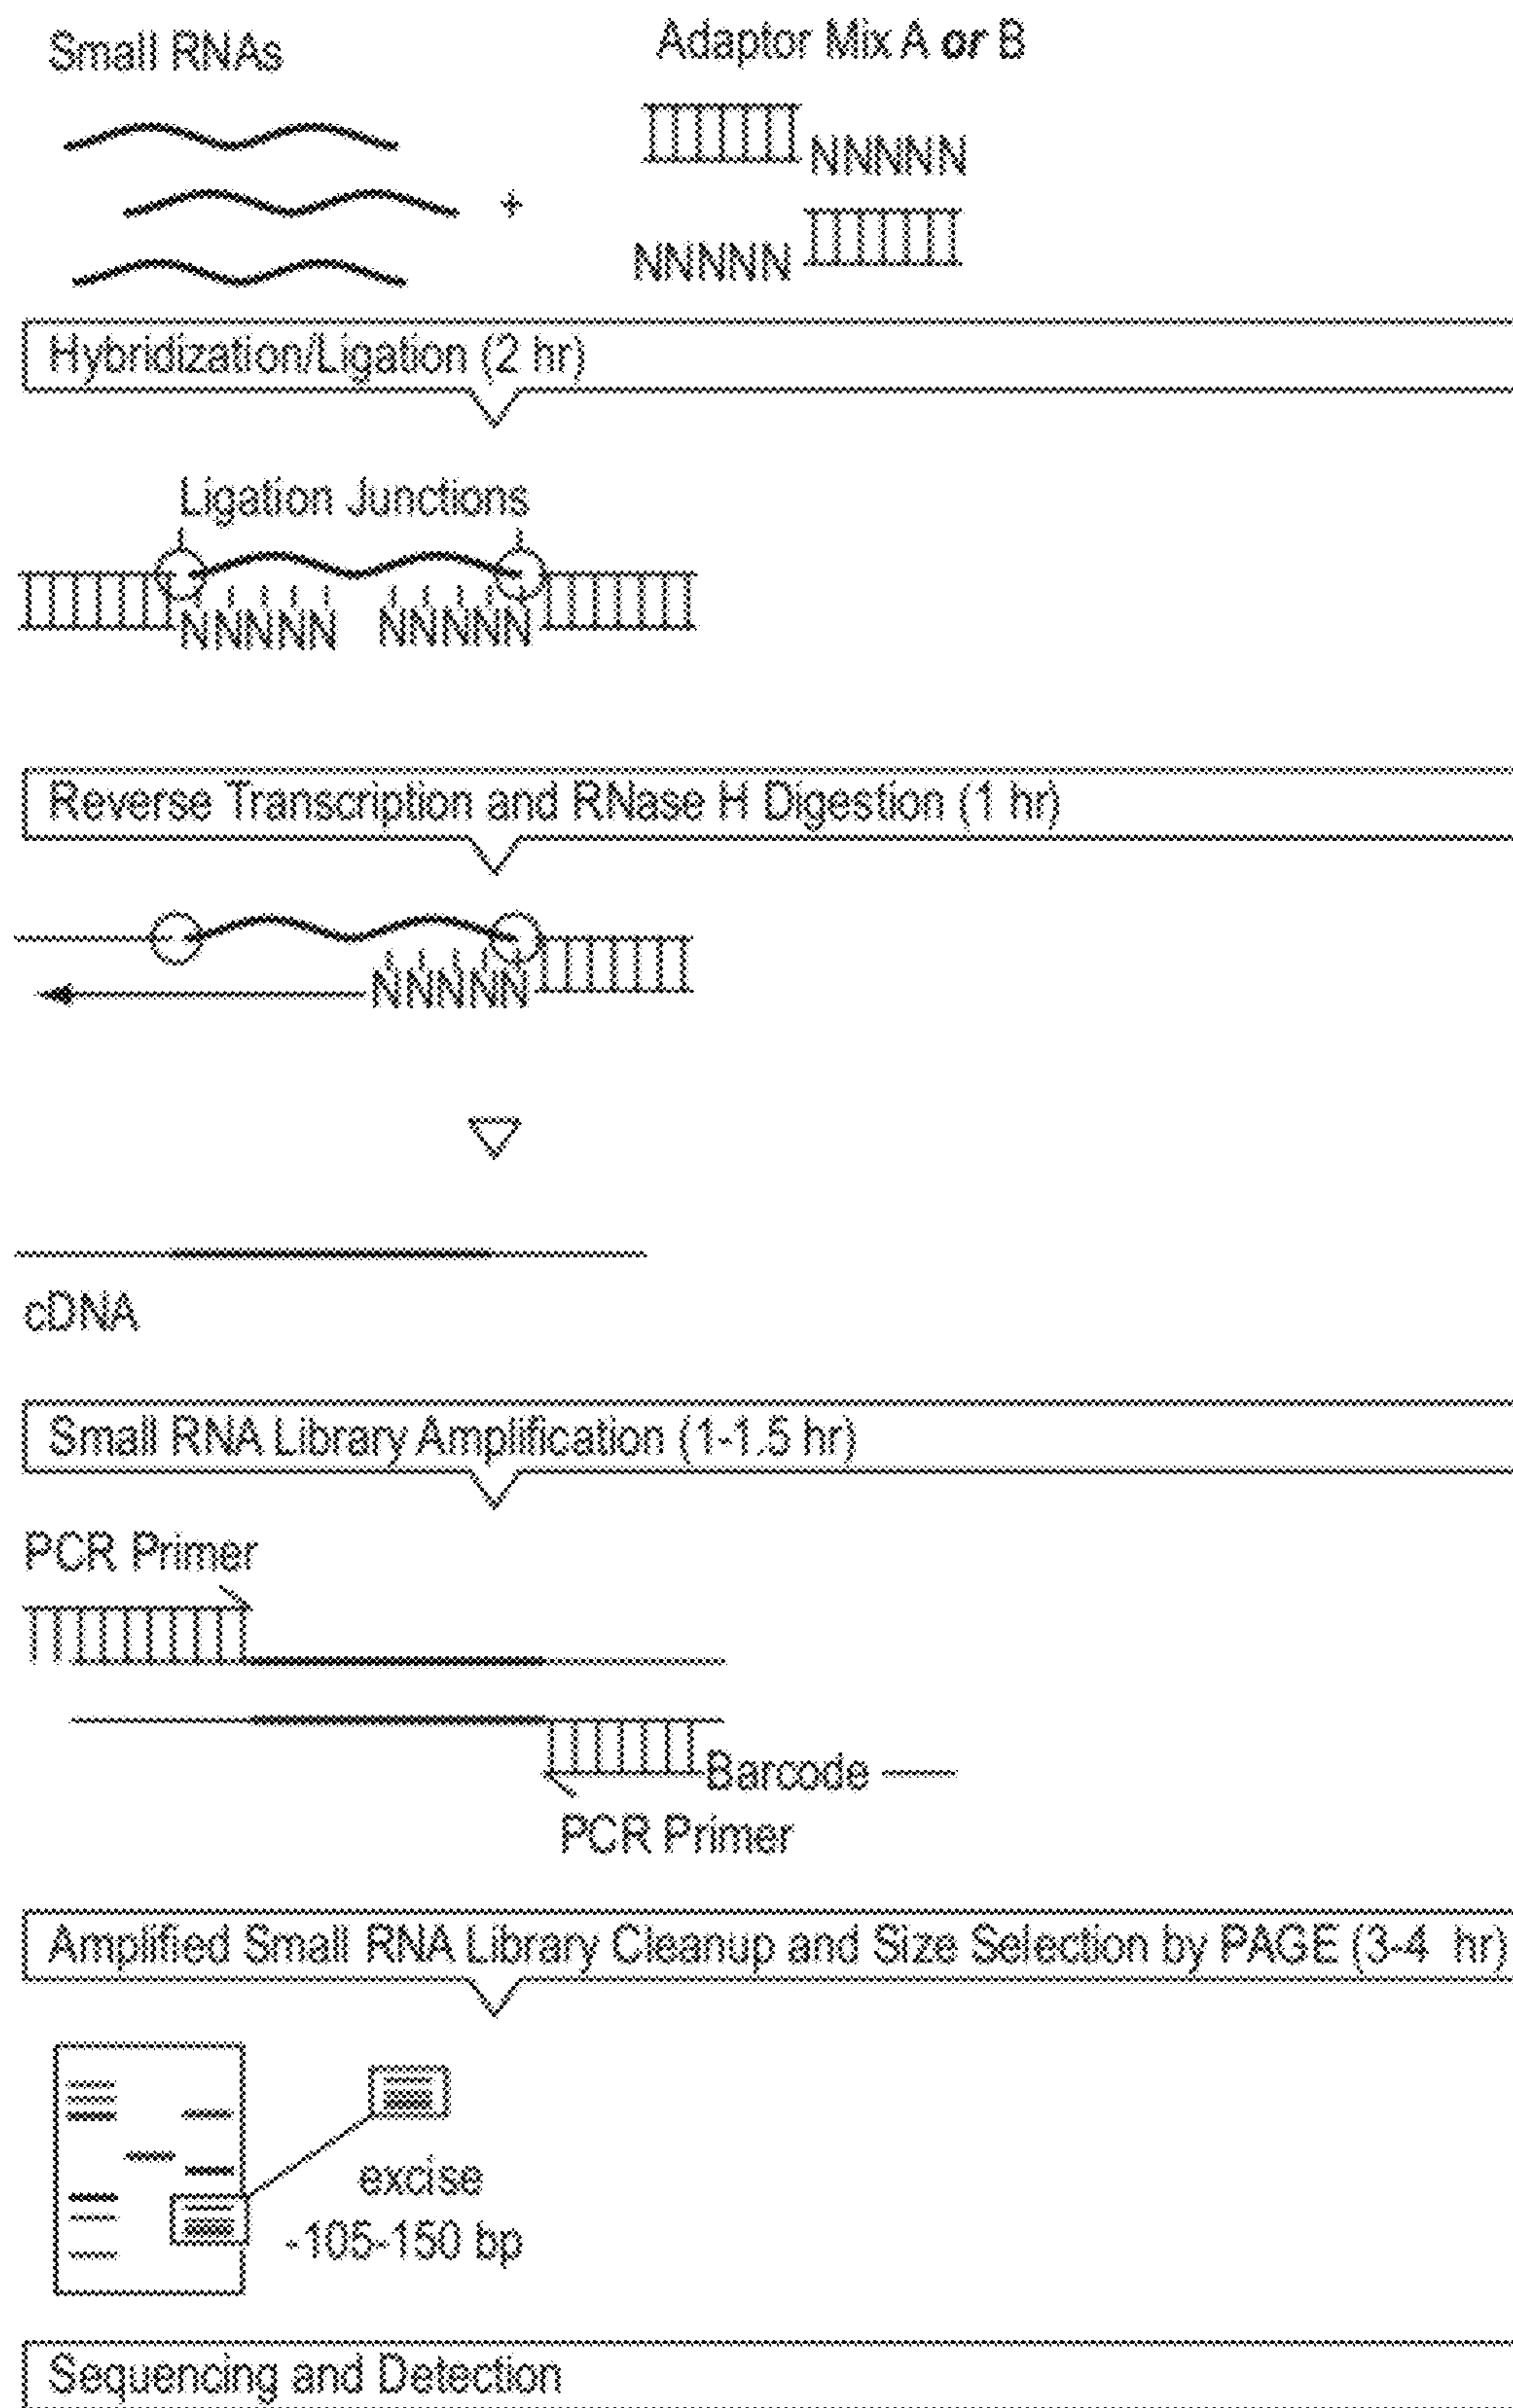 Small RNAs
Adaptor Mix A or B
NNNNN
+
NNNNN
Hybridization/Ligation (2 hr)
Ligation Junctions
NNNNN NNNNN
Reverse Transcription and RNase H Digestion (1 hr)
NNNNN
cDNA
Small RNA Library Amplification (1-1.5 hr)
PCR Primer
Barcode
PCR Primer
Amplified Small RNA Library Cleanup and Size Selection by PAGE (3-4 hr)
excise
-105-150 bp
Sequencing and Detection